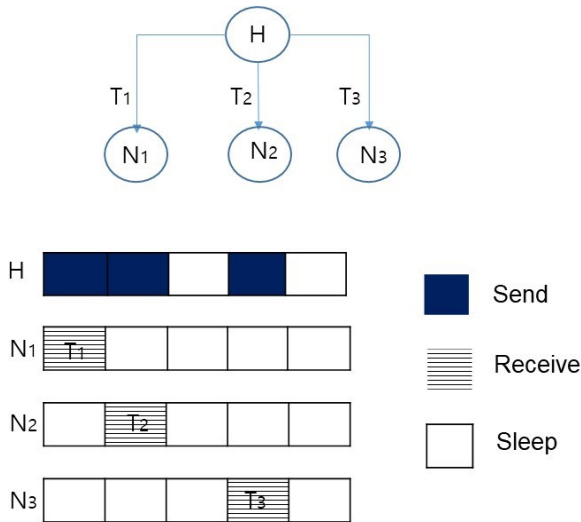 H
T1 T2 T3
N1 N2 N3
H
Send
N1 T1
Receive
N2 T2
Sleep
N3 T3